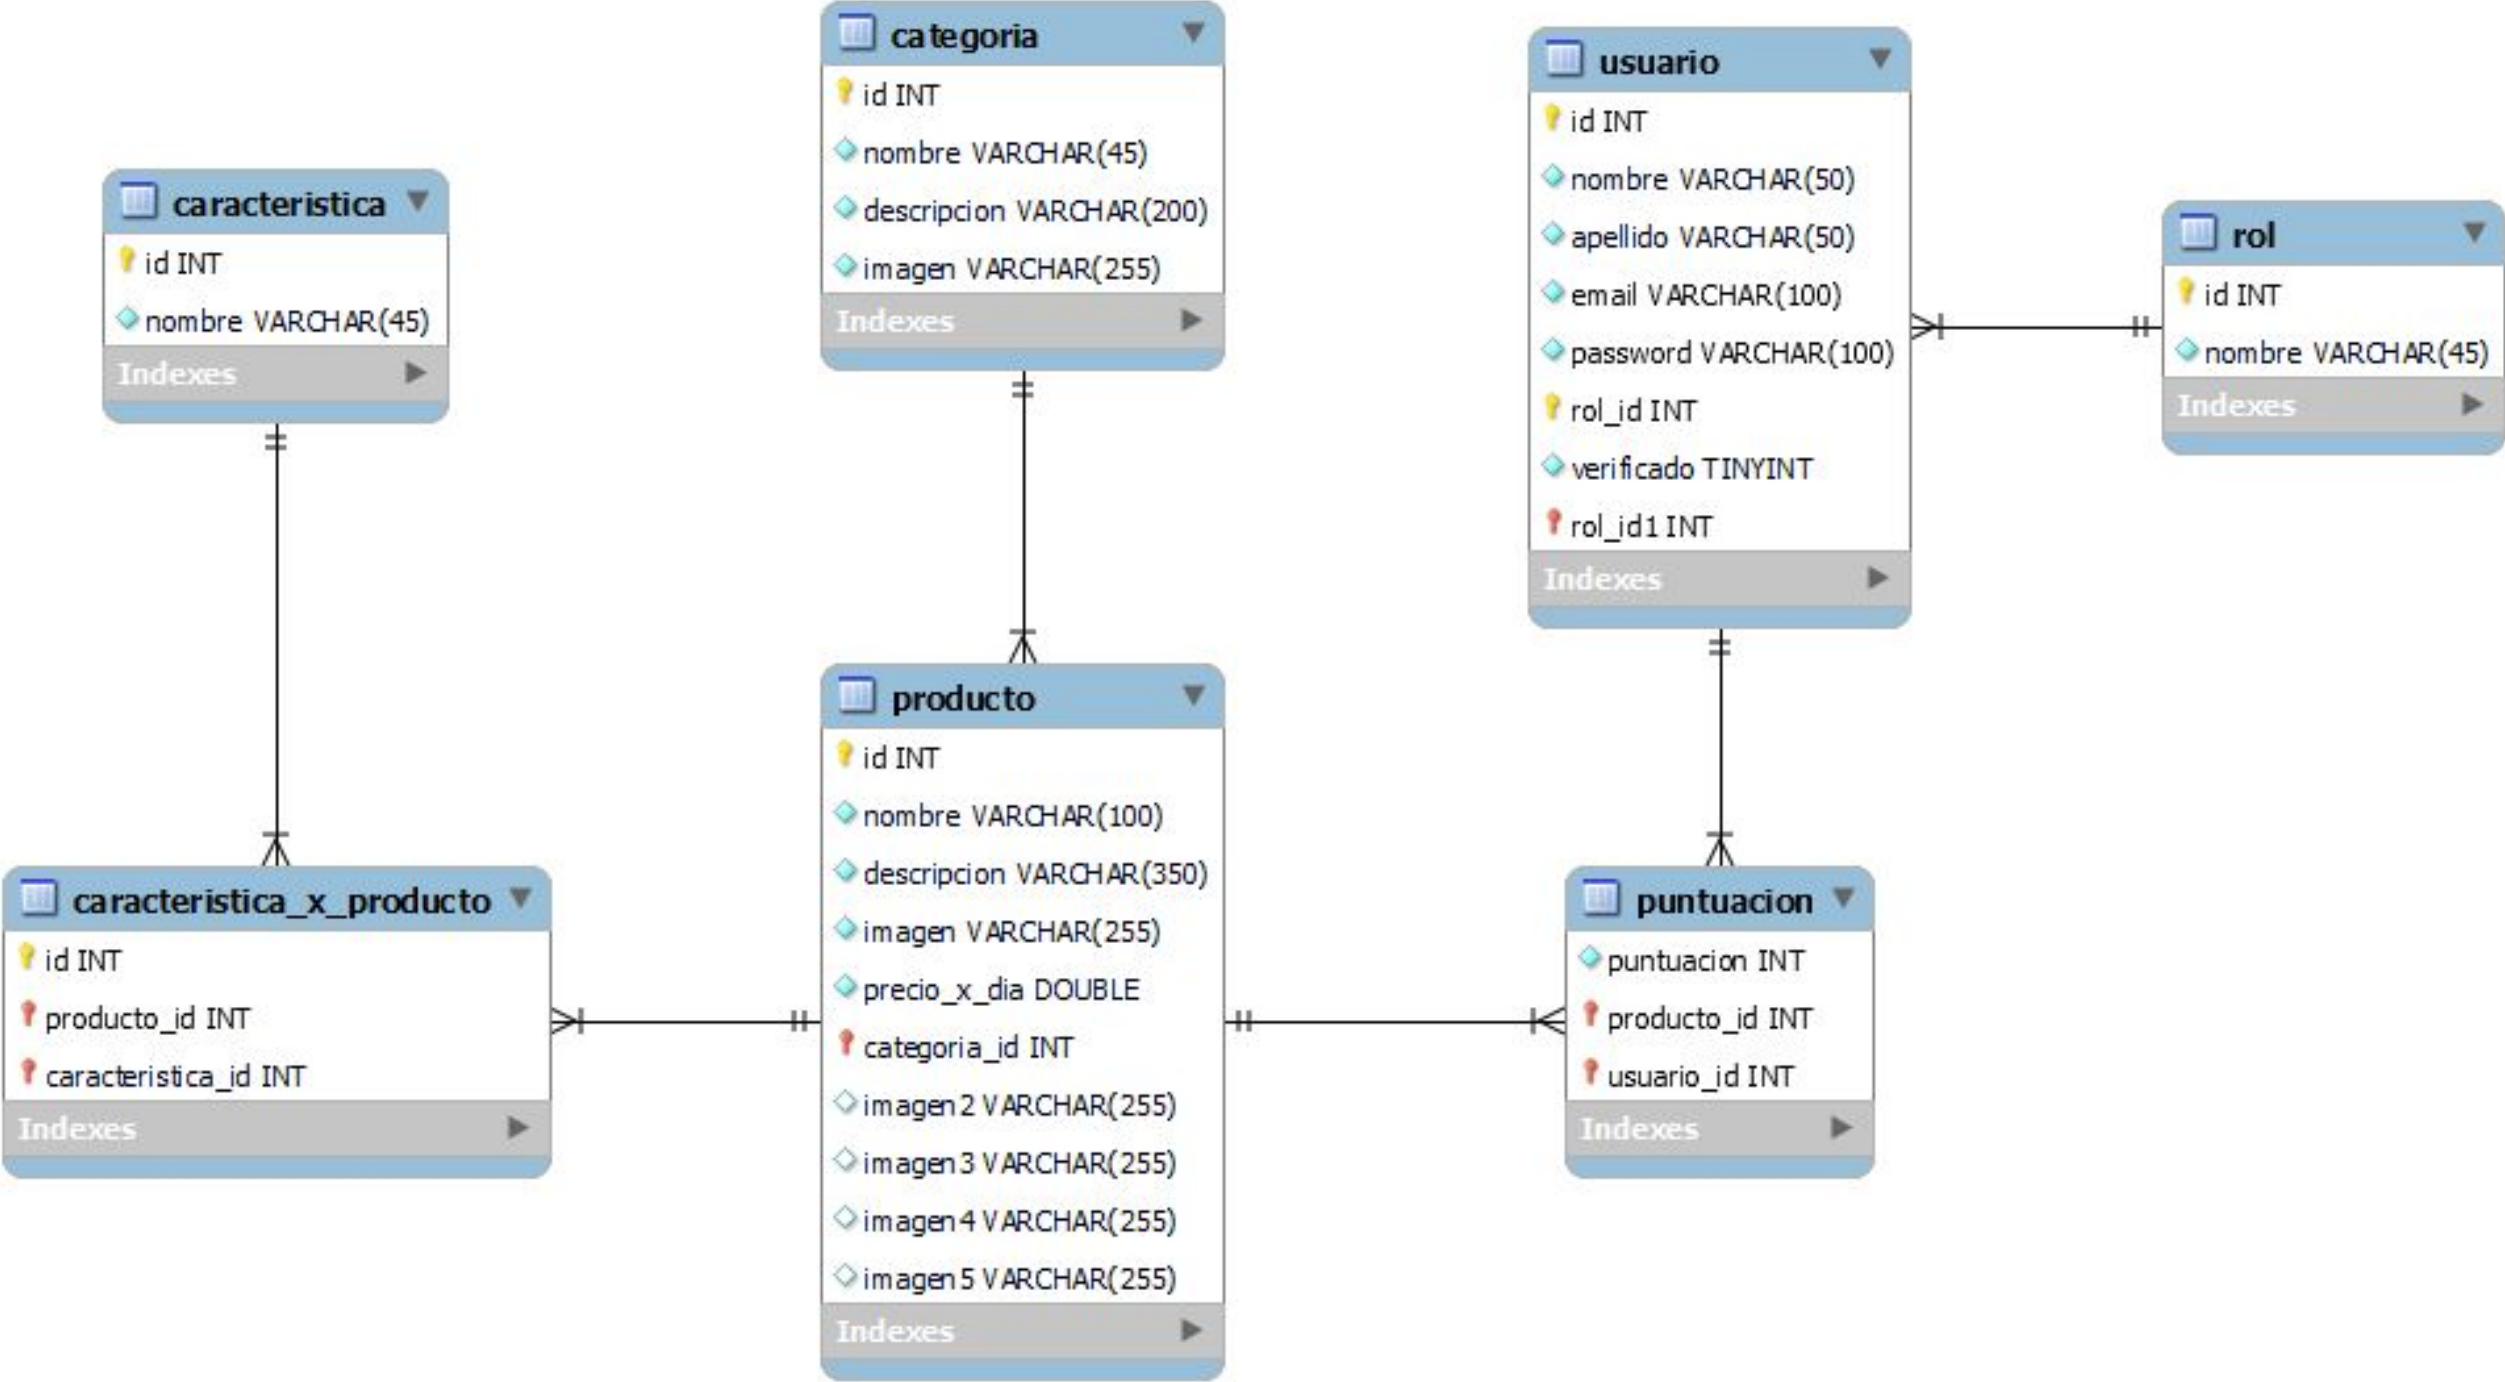 categoria
id INT
nombre VARCHAR(45)
descripcion VARCHAR(200)
imagen VARCHAR(255)
Indexes
usuario
id INT
nombre VARCHAR(50)
apellido VARCHAR(50)
email VARCHAR(100)
password VARCHAR(100)
rol_id INT
verificado TINYINT
rol_id1 INT
Indexes
caracteristica
id INT
nombre VARCHAR(45)
Indexes
rol
id INT
nombre VARCHAR(45)
Indexes
producto
id INT
nombre VARCHAR(100)
descripcion VARCHAR(350)
imagen VARCHAR(255)
precio_x_dia DOUBLE
categoria_id INT
imagen2 VARCHAR(255)
imagen3 VARCHAR(255)
imagen4 VARCHAR(255)
imagen5 VARCHAR(255)
Indexes
caracteristica_x_producto
id INT
producto_id INT
caracteristica_id INT
Indexes
puntuacion
puntuacion INT
producto_id INT
usuario_id INT
Indexes